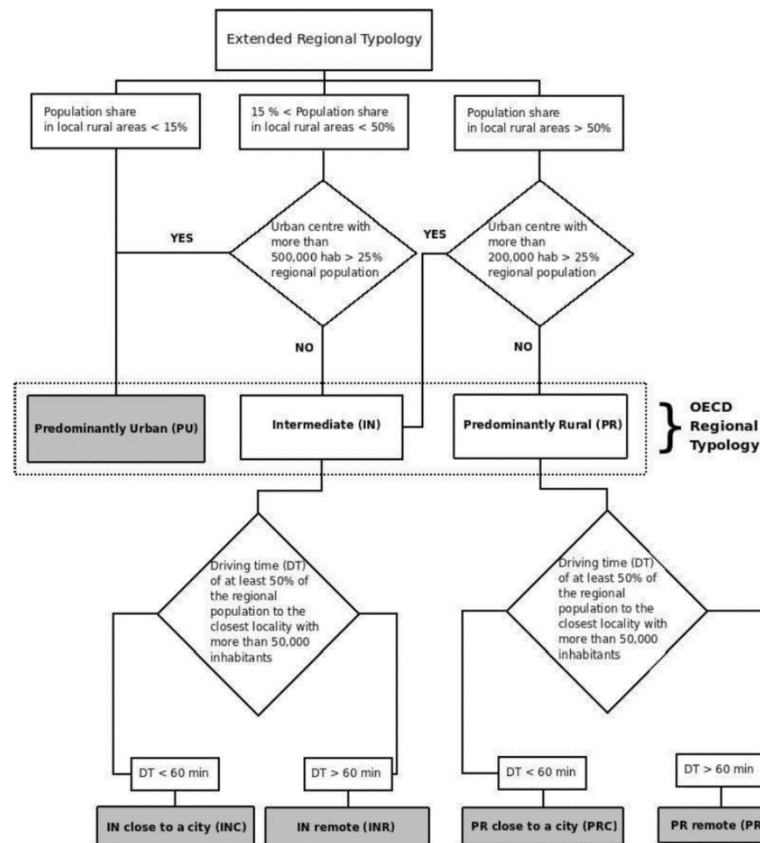 Extended Regional Typology
Population share
in local rural areas < 15%
15 % < Population share
in local rural areas < 50%
Population share
in local rural areas > 50%
Urban centre with
more than
500,000 hab > 25%
regional population
YES
NO
Urban centre with
more than
200,000 hab > 25%
regional population
YES
NO
Predominantly Urban (PU)
Intermediate (IN)
Predominantly Rural (PR)
OECD
Regional
Typology
Driving time (DT)
of at least 50% of
the regional
population to the
closest locality with
more than 50,000
inhabitants
Driving time (DT)
of at least 50% of
the regional
population to the
closest locality with
more than 50,000
inhabitants
DT < 60 min
DT > 60 min
DT < 60 min
DT > 60 min
IN close to a city (INC)
IN remote (INR)
PR close to a city (PRC)
PR remote (PR